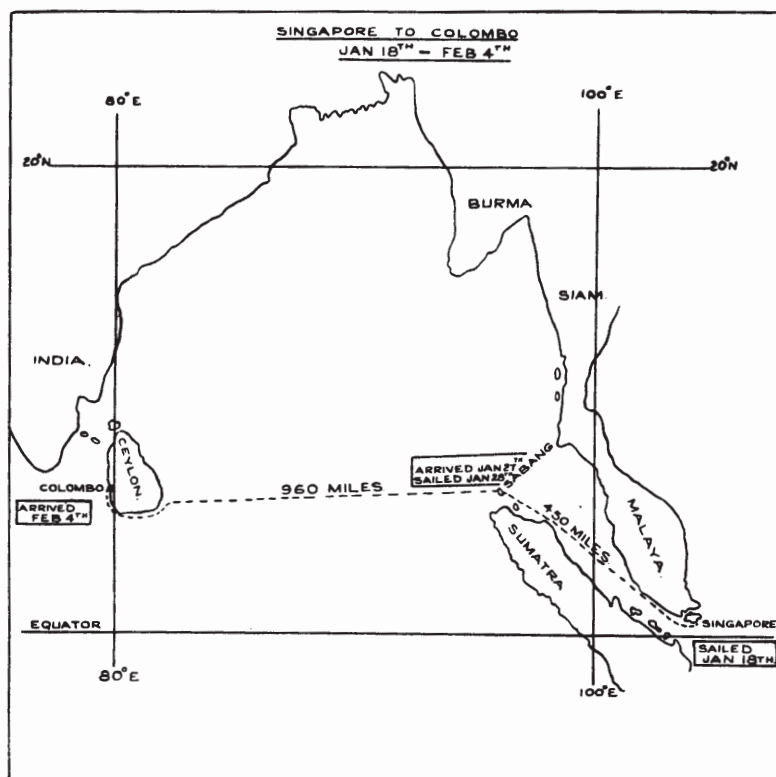 SINGAPORE TO COLOMBO
JAN 18TH – FEB 4TH
80°E
100°E
20°N
20°N
BURMA
SIAM.
INDIA.
CEYLON.
COLOMBO
ARRIVED
FEB 4TH
960 MILES
ARRIVED JAN 27TH
SAILED JAN 28TH
SABANG
450 MILES
MALAYA.
SUMATRA
EQUATOR
SINGAPORE
SAILED
JAN 18TH.
80°E
100°E